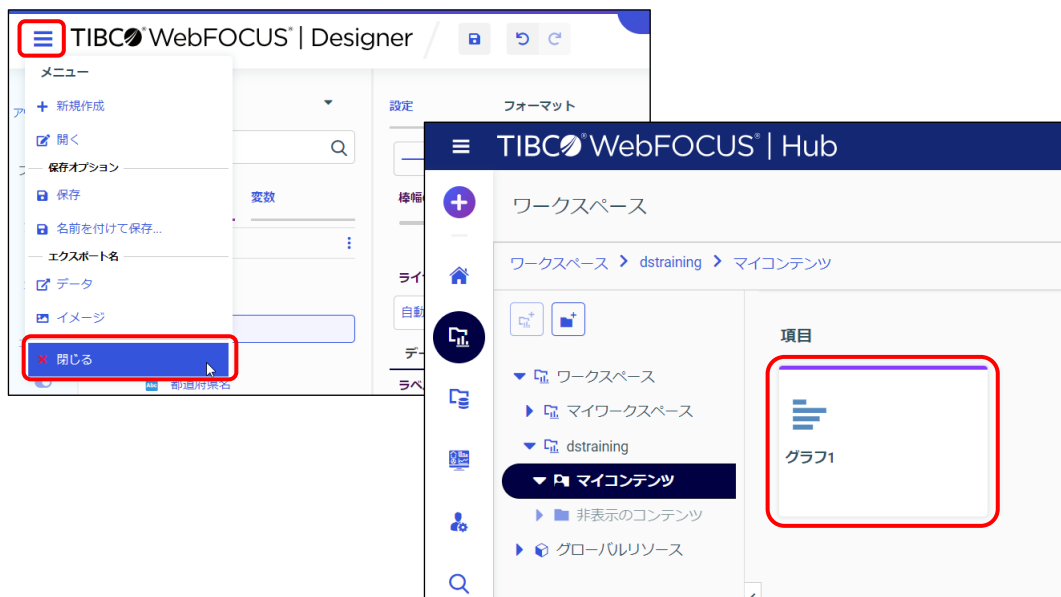 TIBCO® WebFOCUS® | Designer
メニュー
新規作成
開く
保存オプション
保存
名前を付けて保存...
エクスポート名
データ
イメージ
閉じる
変数
都道府県名
設定
フォーマット
棒幅
ライ
自動
デー
ラベ
TIBCO® WebFOCUS® | Hub
ワークスペース
ワークスペース > dstraining > マイコンテンツ
ワークスペース
マイワークスペース
dstraining
マイコンテンツ
非表示のコンテンツ
グローバルリソース
項目
グラフ1